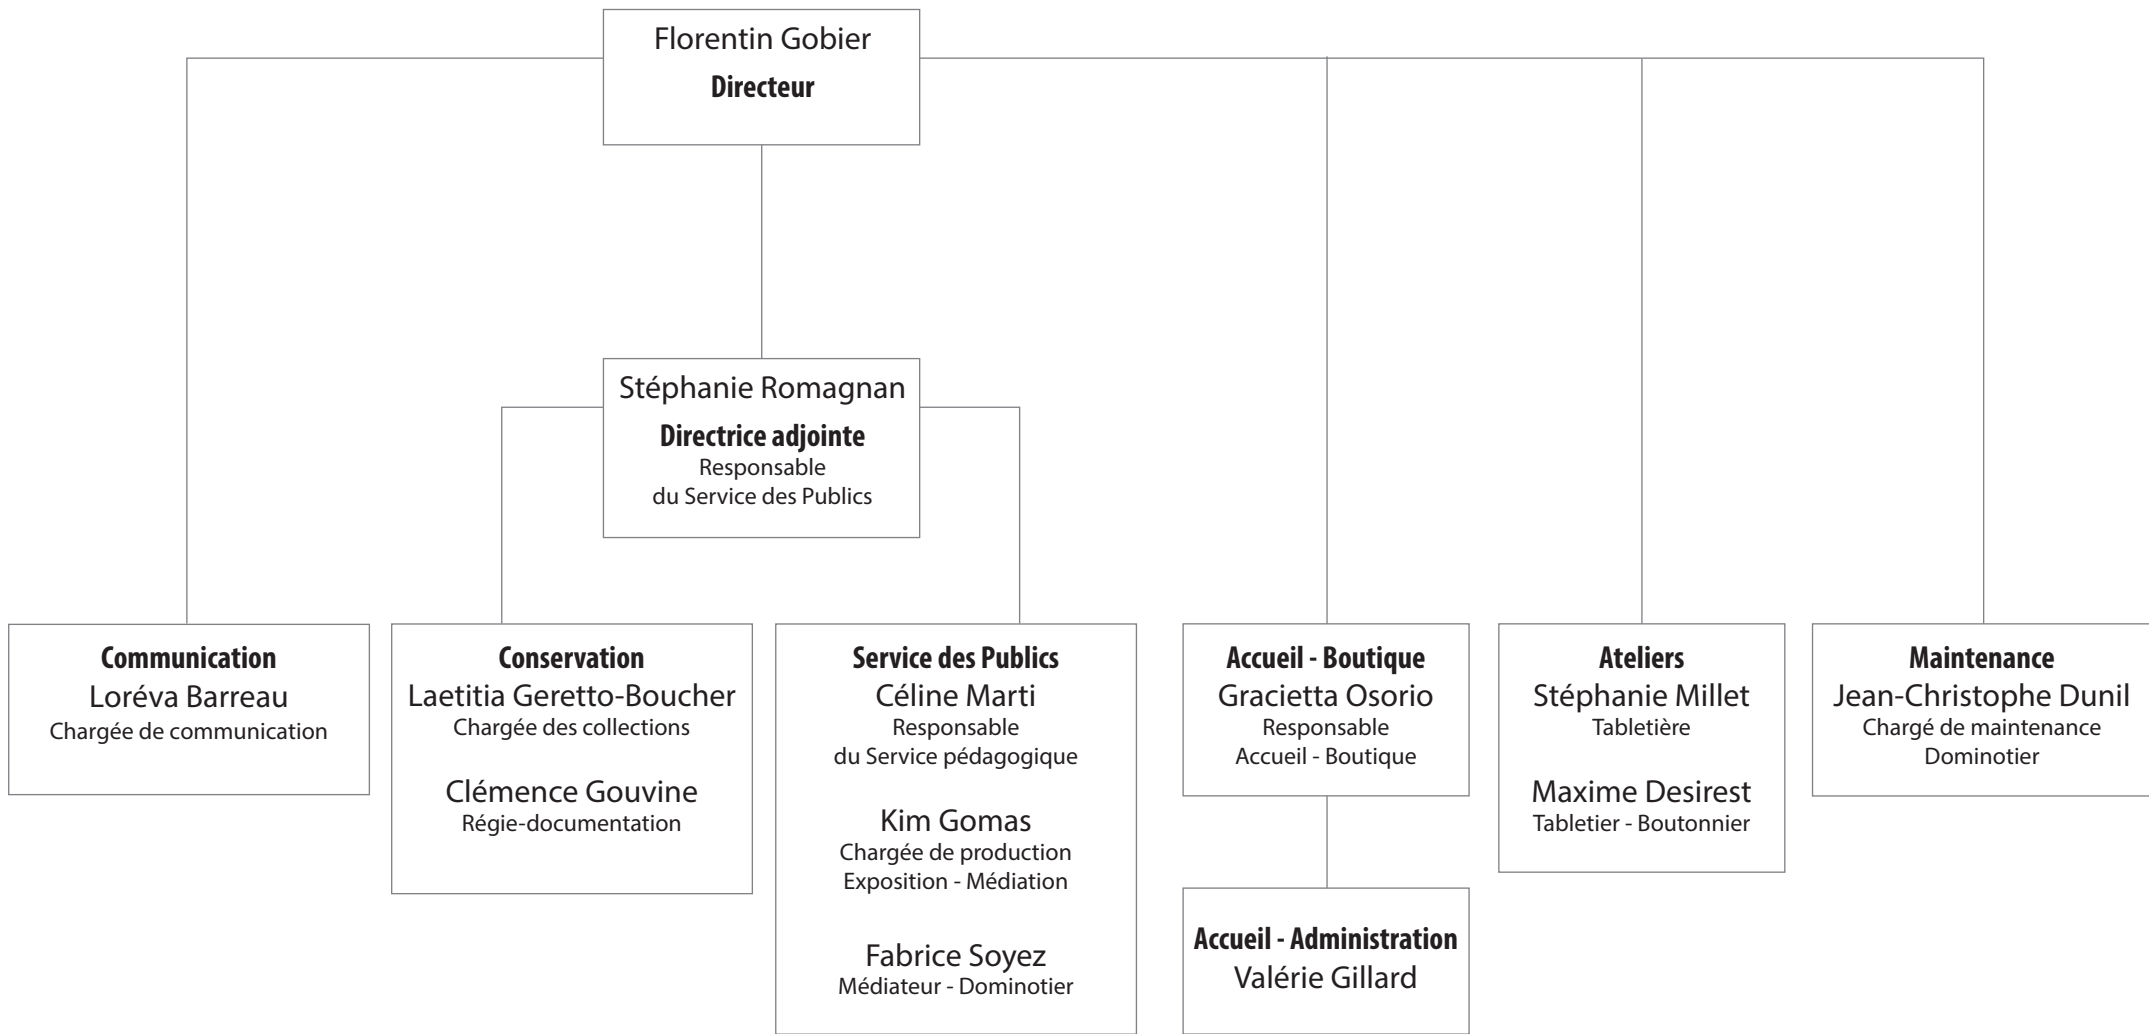 Florentin Gobier
Directeur
Stéphanie Romagnan
Directrice adjointe
Responsable
du Service des Publics
Communication
Loréva Barreau
Chargée de communication
Conservation
Laetitia Geretto-Boucher
Chargée des collections
Clémence Gouvine
Régie-documentation
Service des Publics
Céline Marti
Responsable
du Service pédagogique
Kim Gomas
Chargée de production
Exposition - Médiation
Fabrice Soyez
Médiateur - Dominotier
Accueil - Boutique
Gracietta Osorio
Responsable
Accueil - Boutique
Accueil - Administration
Valérie Gillard
Ateliers
Stéphanie Millet
Tabletière
Maxime Desirest
Tabletier - Boutonnier
Maintenance
Jean-Christophe Dunil
Chargé de maintenance
Dominotier